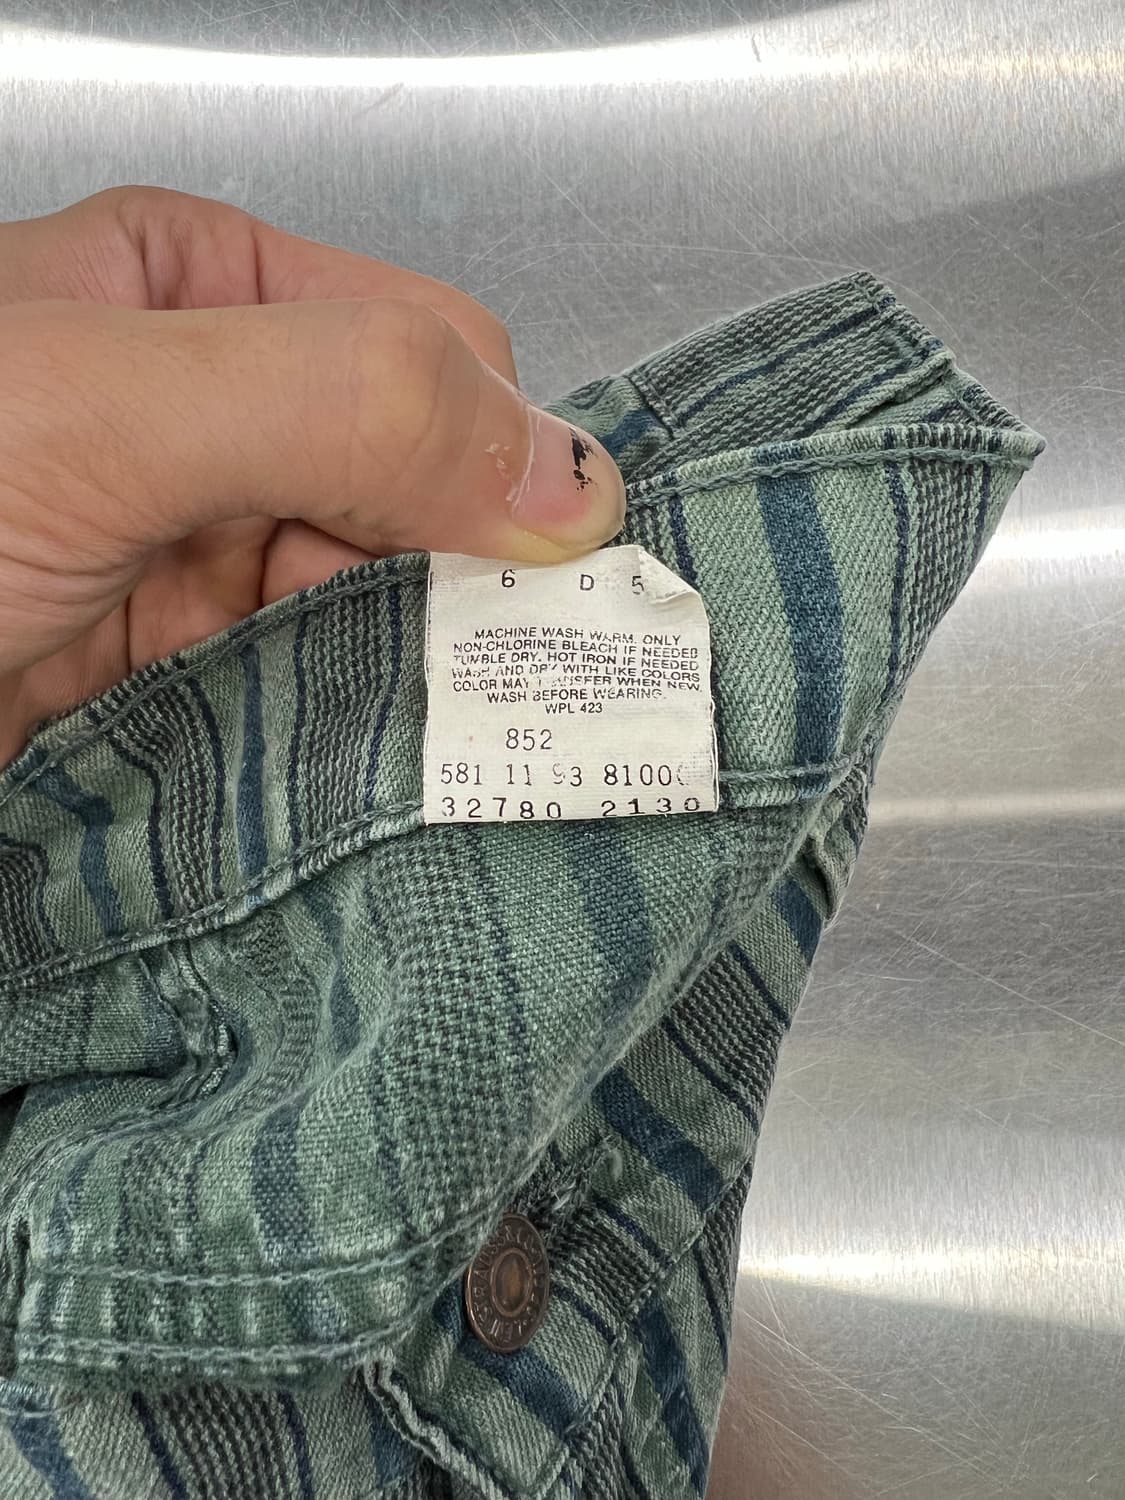 6 D 5
MACHINE WASH WARM. ONLY
NON-CHLORINE BLEACH IF NEEDED
TUMBLE DRY. HOT IRON IF NEEDED
WASH AND DRY WITH LIKE COLORS
COLOR MAY TRANSFER WHEN NEW.
WASH BEFORE WEARING.
WPL 423
852
581 11 93 8100
32780 2130